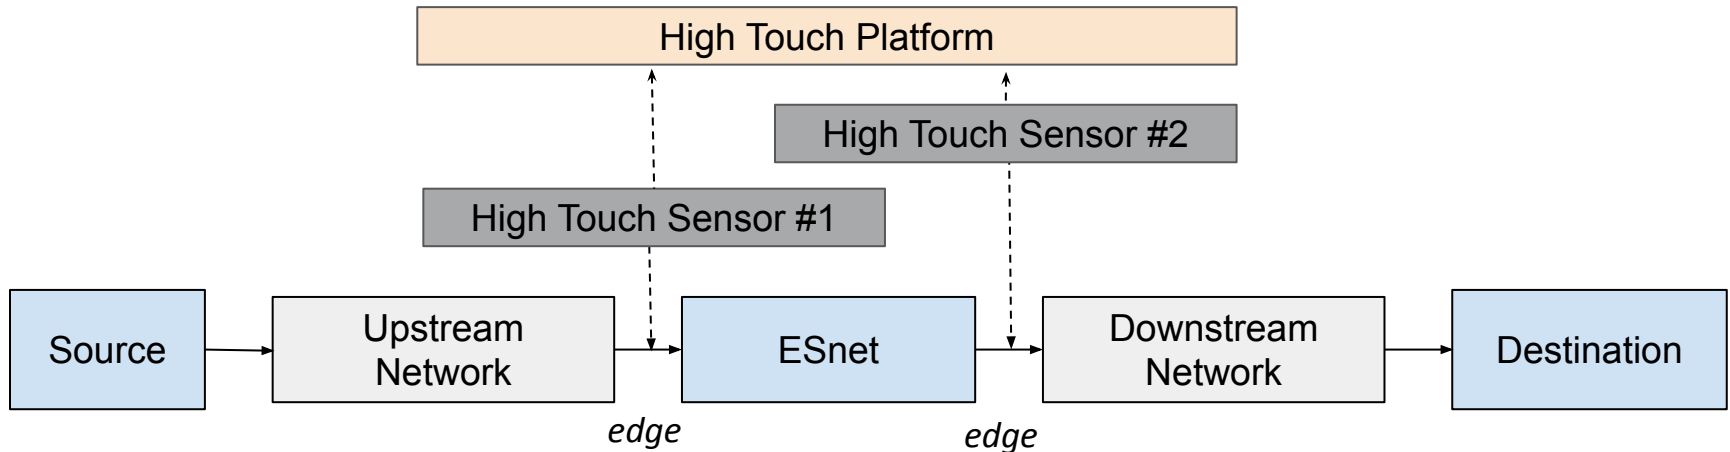 High Touch Platform
High Touch Sensor #2
High Touch Sensor #1
Source
Upstream
Network
ESnet
Downstream
Network
Destination
edge
edge